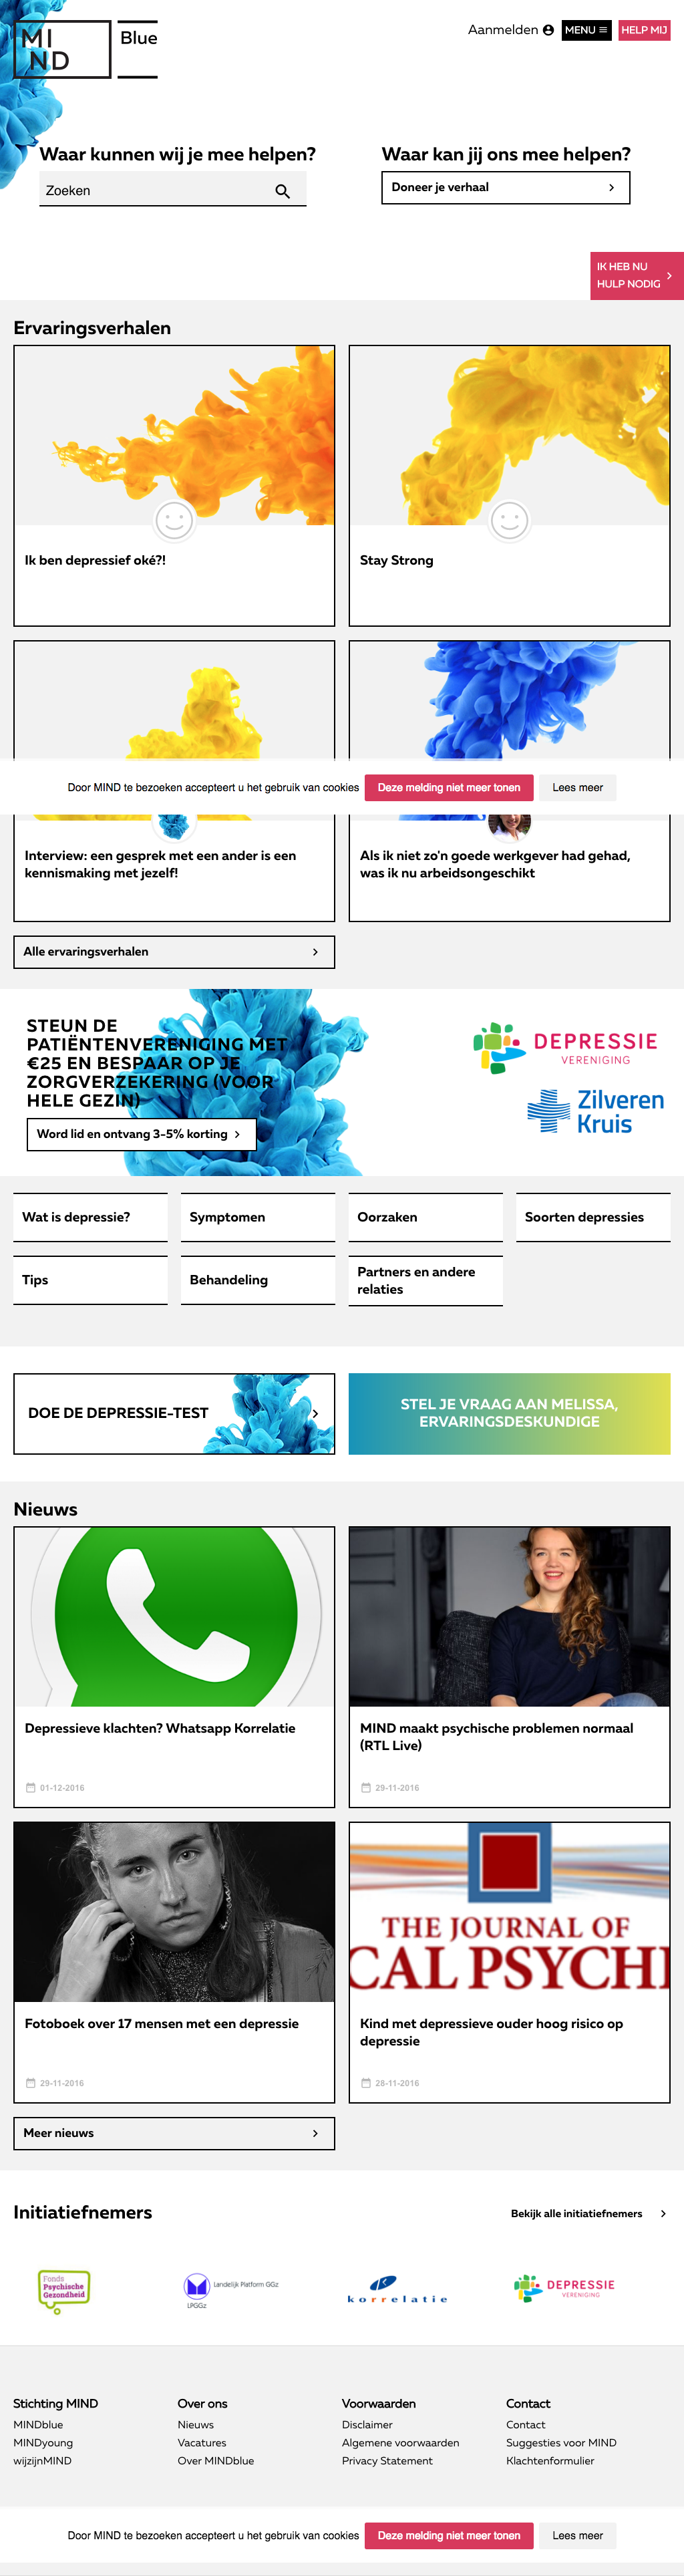 MI
ND
Blue
Aanmelden
MENU
HELP MIJ
Waar kunnen wij je mee helpen?
Zoeken
Waar kan jij ons mee helpen?
Doneer je verhaal
IK HEB NU
HULP NODIG
Ervaringsverhalen
Ik ben depressief oké?!
Stay Strong
Door MIND te bezoeken accepteert u het gebruik van cookies
Deze melding niet meer tonen
Lees meer
Interview: een gesprek met een ander is een
kennismaking met jezelf!
Als ik niet zo'n goede werkgever had gehad,
was ik nu arbeidsongeschikt
Alle ervaringsverhalen
STEUN DE
PATIËNTENVERENIGING MET
€25 EN BESPAAR OP JE
ZORGVERZEKERING (VOOR
HELE GEZIN)
Word lid en ontvang 3-5% korting
DEPRESSIE
VERENIGING
Zilveren
Kruis
Wat is depressie?
Symptomen
Oorzaken
Soorten depressies
Tips
Behandeling
Partners en andere
relaties
DOE DE DEPRESSIE-TEST
STEL JE VRAAG AAN MELISSA,
ERVARINGSDESKUNDIGE
Nieuws
Depressieve klachten? Whatsapp Korrelatie
01-12-2016
MIND maakt psychische problemen normaal
(RTL Live)
29-11-2016
Fotoboek over 17 mensen met een depressie
29-11-2016
THE JOURNAL OF
CAL PSYCHI
Kind met depressieve ouder hoog risico op
depressie
28-11-2016
Meer nieuws
Initiatiefnemers
Bekijk alle initiatiefnemers
Fonds
Psychische
Gezondheid
Landelijk Platform GGz
LPGGz
korrelatie
DEPRESSIE
VERENIGING
Stichting MIND
MINDblue
MINDyoung
wijzijnMIND
Over ons
Nieuws
Vacatures
Over MINDblue
Voorwaarden
Disclaimer
Algemene voorwaarden
Privacy Statement
Contact
Contact
Suggesties voor MIND
Klachtenformulier
Door MIND te bezoeken accepteert u het gebruik van cookies
Deze melding niet meer tonen
Lees meer